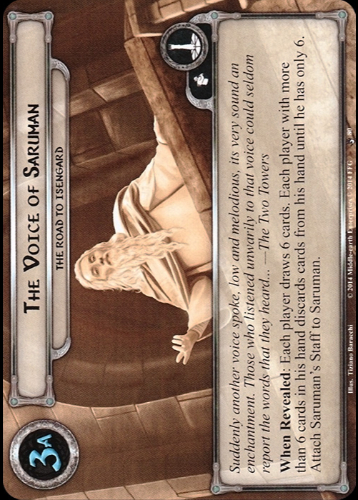 3A
The Voice of Saruman
The Road to Isengard
Suddenly another voice spoke, low and melodious, its very sound an
enchantment. Those who listened unwarily to that voice could seldom
report the words that they heard... —The Two Towers
When Revealed: Each player draws 6 cards. Each player with more
than 6 cards in his hand discards cards from his hand until he has only 6.
Attach Saruman's Staff to Saruman.
Illus. Tiziano Baracchi © 2014 Middle-earth Enterprises © 2014 FFG